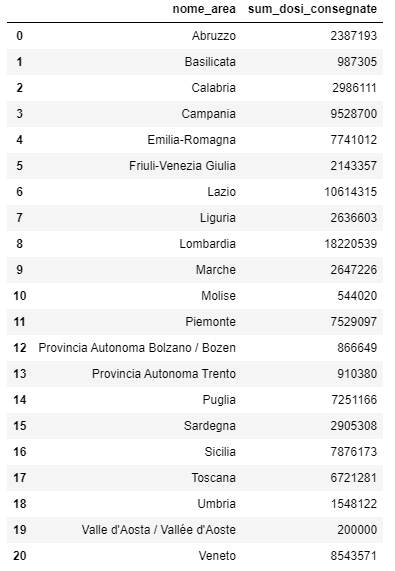 nome_area sum_dosi_consegnate
0 Abruzzo 2387193
1 Basilicata 987305
2 Calabria 2986111
3 Campania 9528700
4 Emilia-Romagna 7741012
5 Friuli-Venezia Giulia 2143357
6 Lazio 10614315
7 Liguria 2636603
8 Lombardia 18220539
9 Marche 2647226
10 Molise 544020
11 Piemonte 7529097
12 Provincia Autonoma Bolzano / Bozen 866649
13 Provincia Autonoma Trento 910380
14 Puglia 7251166
15 Sardegna 2905308
16 Sicilia 7876173
17 Toscana 6721281
18 Umbria 1548122
19 Valle d'Aosta / Vallée d'Aoste 200000
20 Veneto 8543571